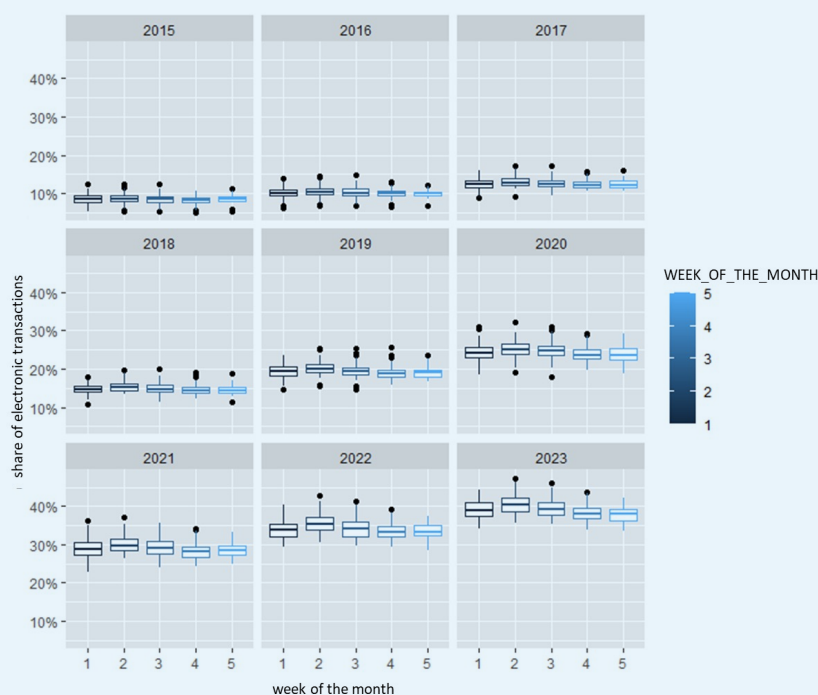 2015 2016 2017
40%
30%
20%
10%
2018 2019 2020
40%
30%
20%
10%
2021 2022 2023
40%
30%
20%
10%
1 2 3 4 5 1 2 3 4 5 1 2 3 4 5
week of the month
share of electronic transactions
WEEK_OF_THE_MONTH
5
4
3
2
1